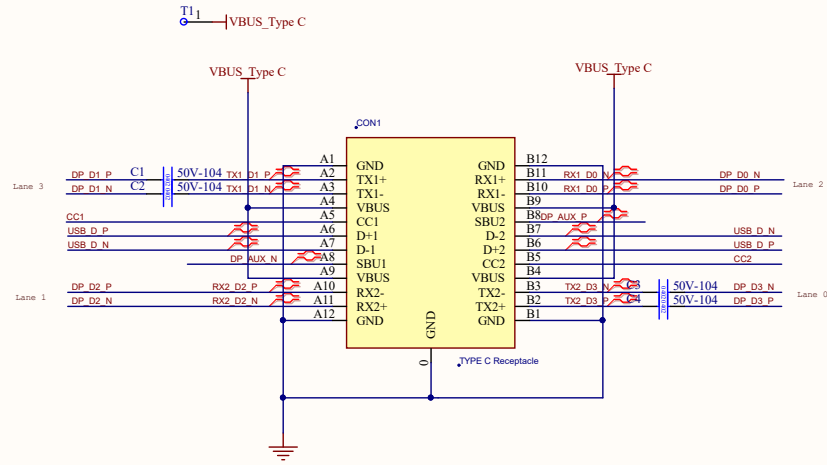 T1 1 VBUS_Type C
VBUS_Type C
VBUS_Type C
CON1
Lane 3
DP_D1_P C1 50V-104 TX1_D1_P A2 TX1+
DP_D1_N C2 50V-104 TX1_D1_N A3 TX1-
A1 GND
A4 VBUS
CC1 A5 CC1
USB_D_P A6 D+1
USB_D_N A7 D-1
DP_AUX_N A8 SBU1
A9 VBUS
Lane 1
DP_D2_P RX2_D2_P A10 RX2-
DP_D2_N RX2_D2_N A11 RX2+
A12 GND
GND B12
RX1+ B11 RX1_D0_N DP_D0_N
RX1- B10 RX1_D0_P DP_D0_P
Lane 2
VBUS B9
SBU2 B8 DP_AUX_P
D-2 B7 USB_D_N
D+2 B6 USB_D_P
CC2 B5 CC2
VBUS B4
TX2- B3 TX2_D3_N C3 50V-104 DP_D3_N
TX2+ B2 TX2_D3_P C4 50V-104 DP_D3_P
Lane 0
GND B1
GND
0
TYPE C Receptacle